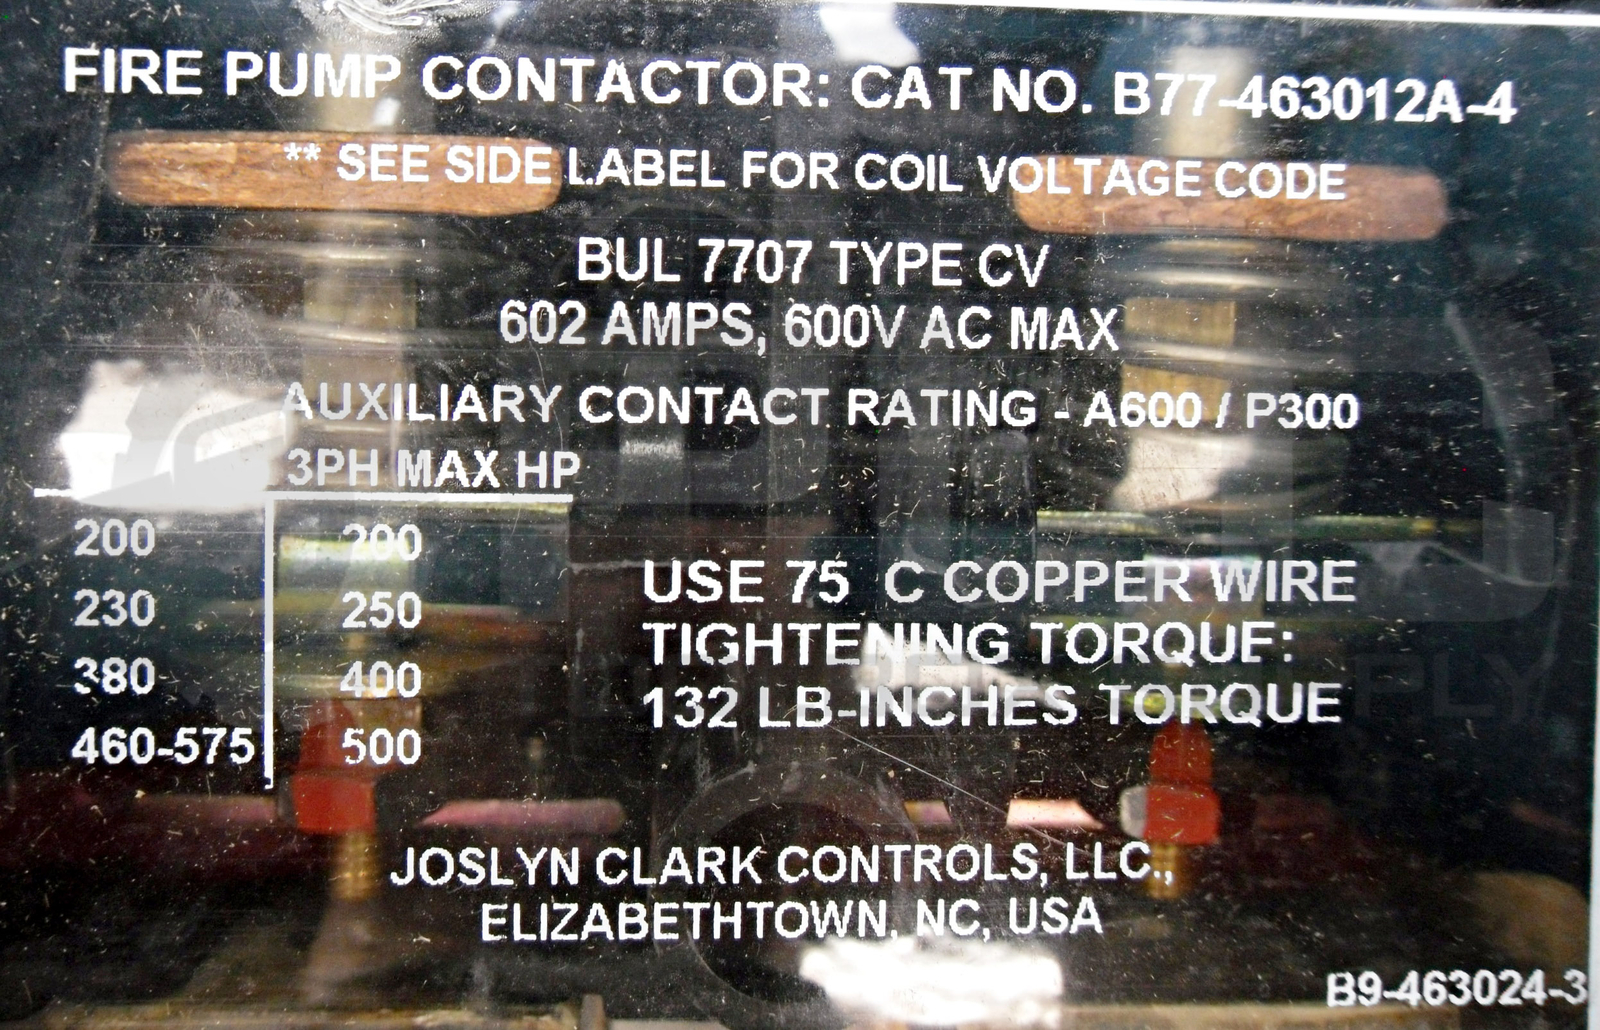 FIRE PUMP CONTACTOR: CAT NO. B77-463012A-4
** SEE SIDE LABEL FOR COIL VOLTAGE CODE
BUL 7707 TYPE CV
602 AMPS, 600V AC MAX
AUXILIARY CONTACT RATING - A600 / P300
3PH MAX HP
200 200
230 250
380 400
460-575 500
USE 75 C COPPER WIRE
TIGHTENING TORQUE:
132 LB-INCHES TORQUE
JOSLYN CLARK CONTROLS, LLC.,
ELIZABETHTOWN, NC, USA
B9-463024-3